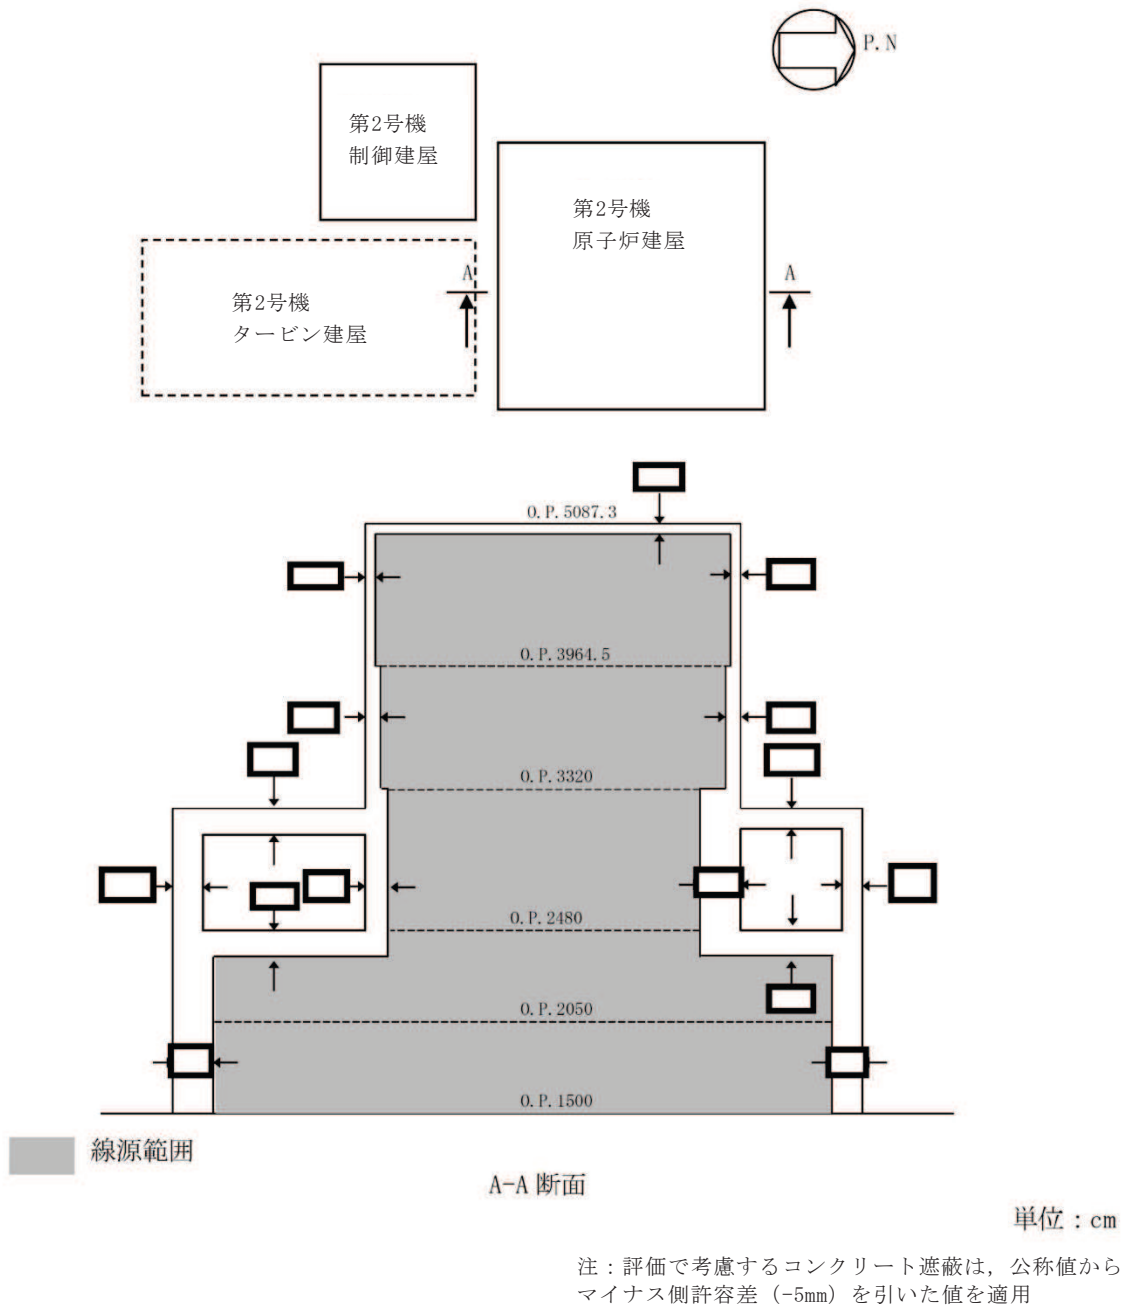 P.N
第2号機
制御建屋
第2号機
原子炉建屋
A
A
第2号機
タービン建屋
O.P.5087.3
O.P.3964.5
O.P.3320
O.P.2480
O.P.2050
O.P.1500
線源範囲
A-A 断面
単位：cm
注：評価で考慮するコンクリート遮蔽は，公称値から
マイナス側許容差（-5mm）を引いた値を適用